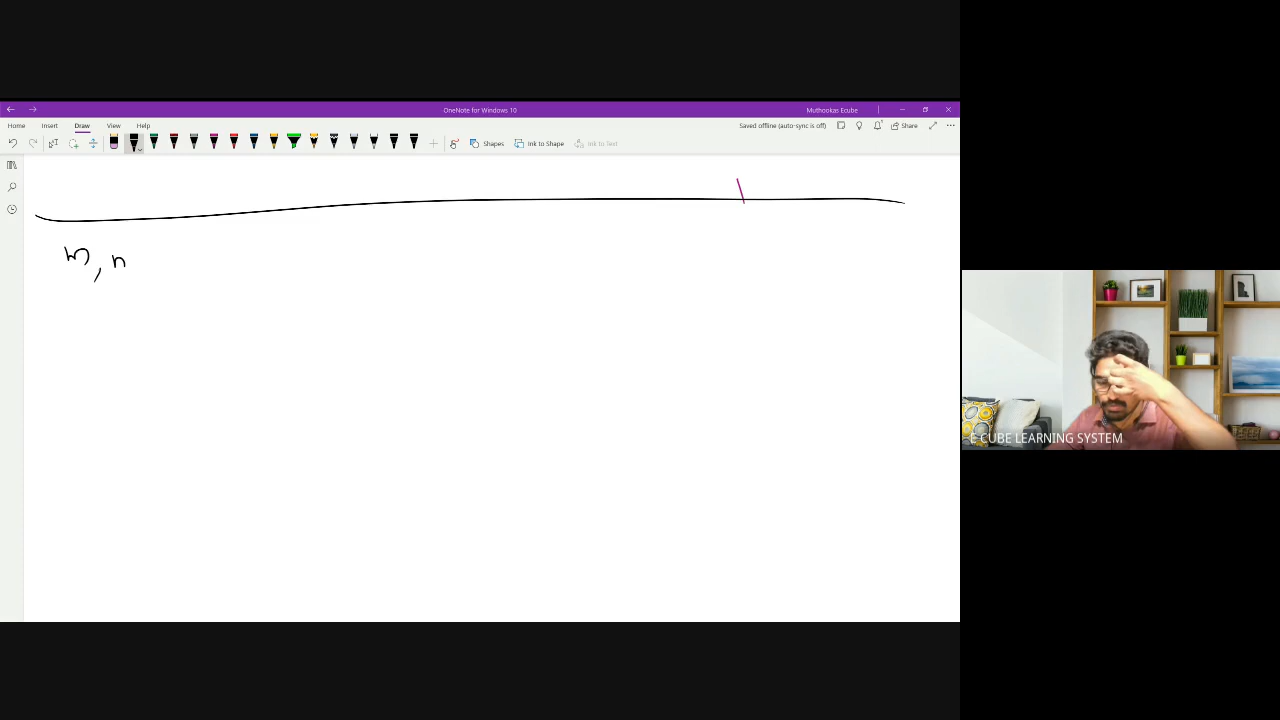 OneNote for Windows 10
Muthookas Ecube
Home Insert Draw View Help
Saved offline (auto-sync is off)
Share
Shapes
Ink to Shape
Ink to Text
m, n
E CUBE LEARNING SYSTEM